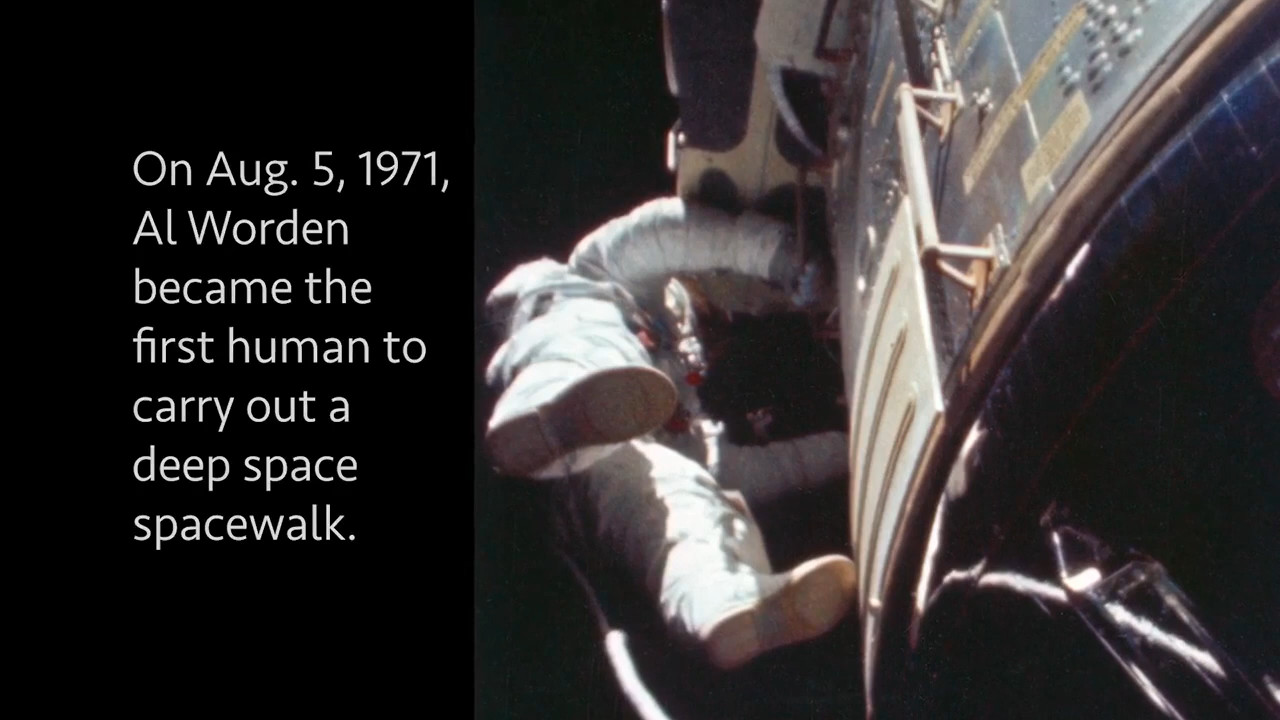 On Aug. 5, 1971,
Al Worden
became the
first human to
carry out a
deep space
spacewalk.